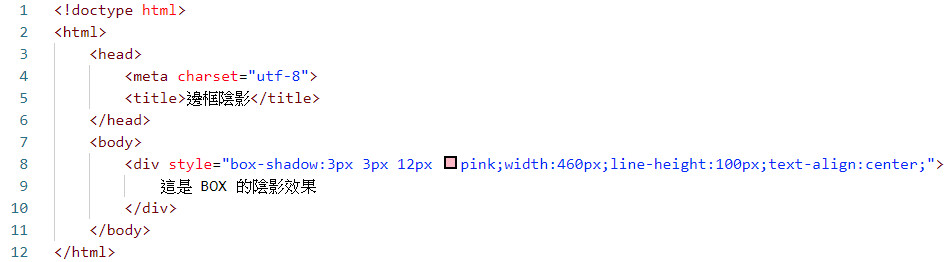 1 <!doctype html>
2 <html>
3 <head>
4 <meta charset="utf-8">
5 <title>邊框陰影</title>
6 </head>
7 <body>
8 <div style="box-shadow:3px 3px 12px pink;width:460px;line-height:100px;text-align:center;">
9 這是 BOX 的陰影效果
10 </div>
11 </body>
12 </html>